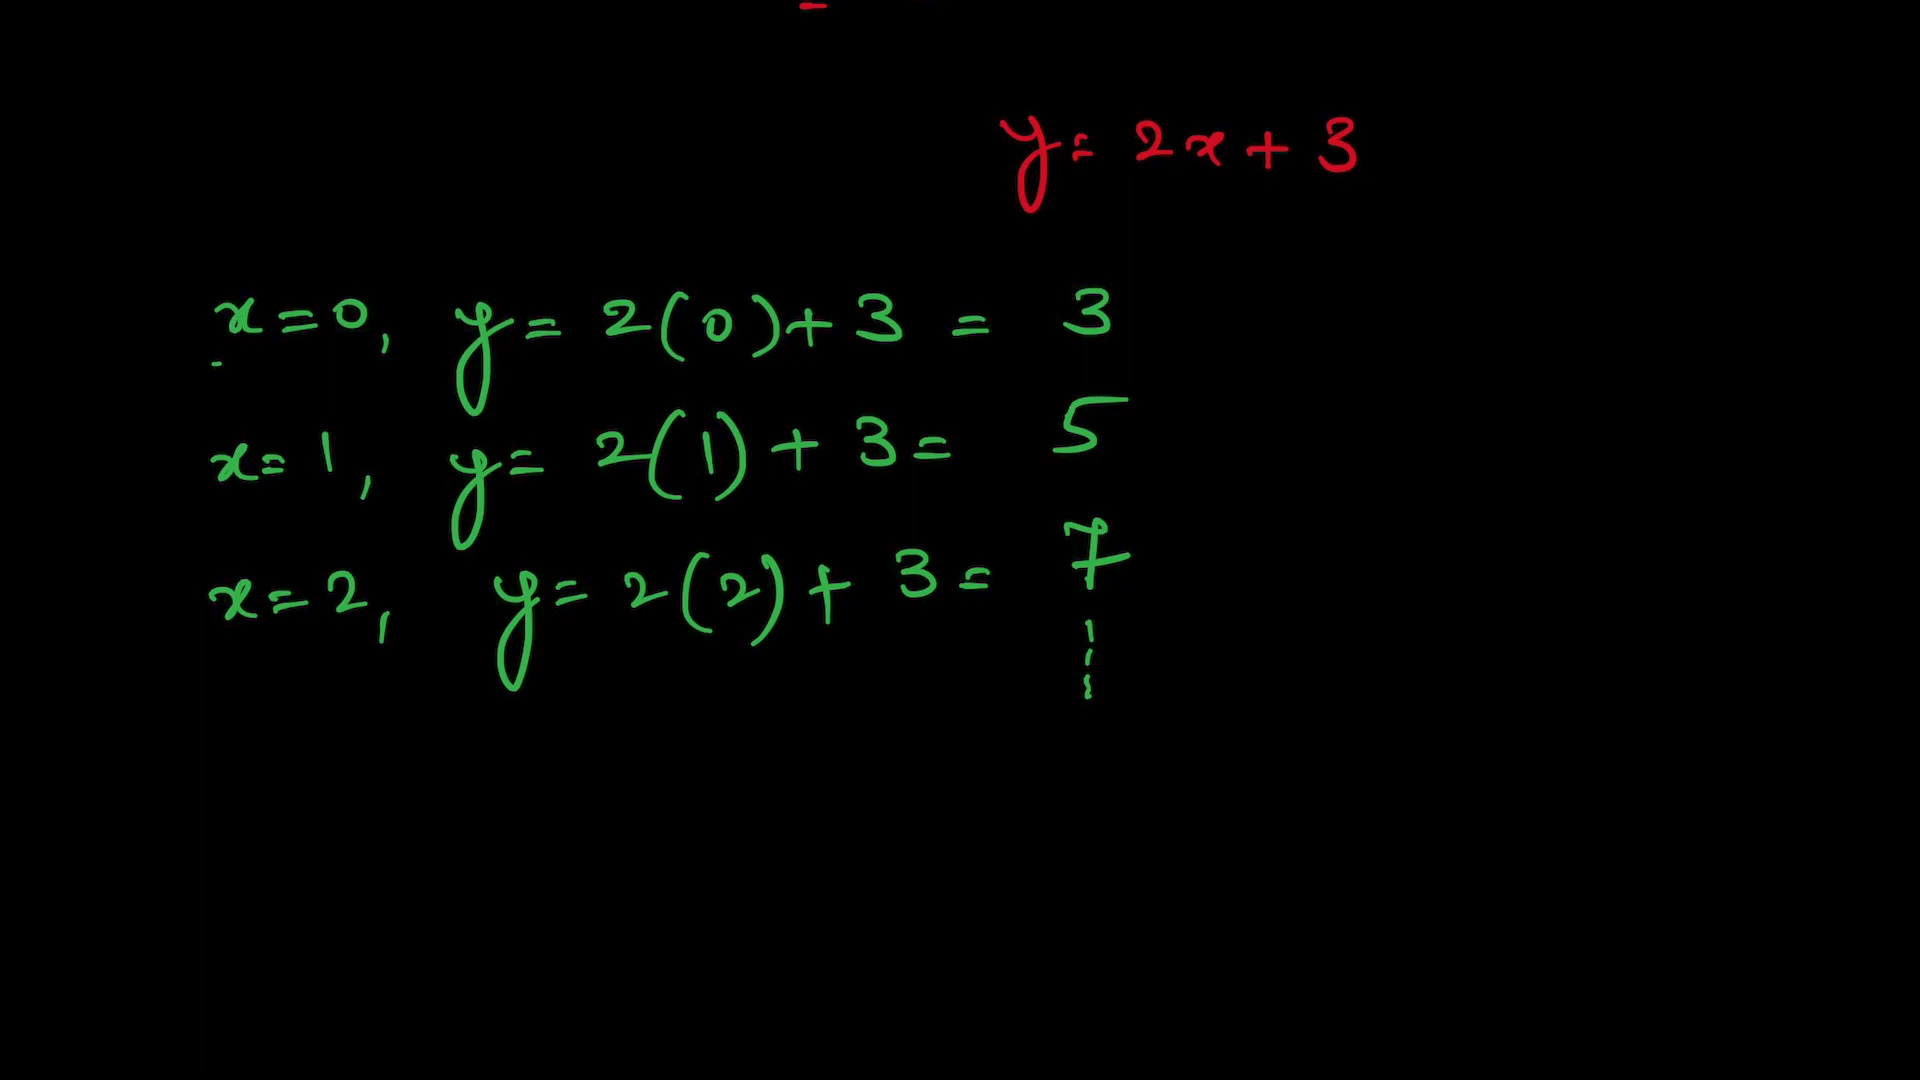 y = 2x + 3
x = 0, y = 2(0) + 3 = 3
x = 1, y = 2(1) + 3 = 5
x = 2, y = 2(2) + 3 = 7